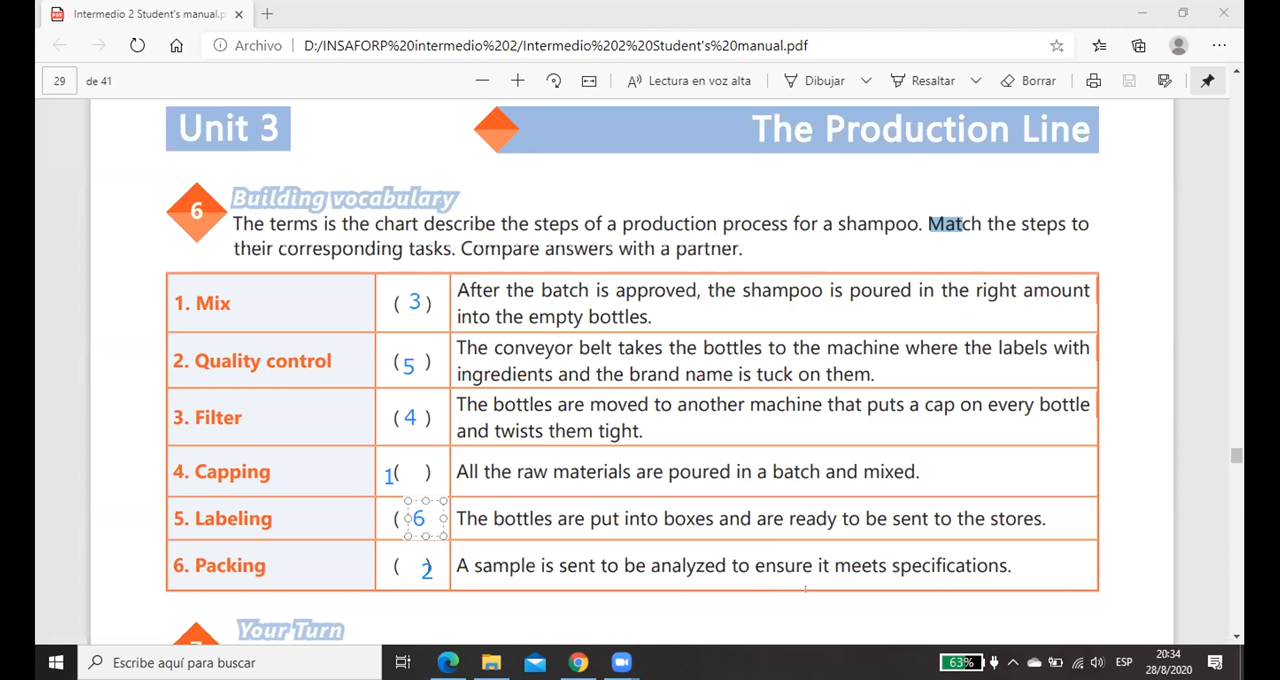 Intermedio 2 Student's manual.p
Archivo D:/INSAFORP%20intermedio%202/Intermedio%202%20Student's%20manual.pdf
29 de 41 Lectura en voz alta Dibujar Resaltar Borrar
Unit 3 The Production Line
6 Building vocabulary
The terms is the chart describe the steps of a production process for a shampoo. Match the steps to
their corresponding tasks. Compare answers with a partner.
1. Mix ( 3 ) After the batch is approved, the shampoo is poured in the right amount
into the empty bottles.
2. Quality control ( 5 ) The conveyor belt takes the bottles to the machine where the labels with
ingredients and the brand name is tuck on them.
3. Filter ( 4 ) The bottles are moved to another machine that puts a cap on every bottle
and twists them tight.
4. Capping 1( ) All the raw materials are poured in a batch and mixed.
5. Labeling ( 6 The bottles are put into boxes and are ready to be sent to the stores.
6. Packing ( 2) A sample is sent to be analyzed to ensure it meets specifications.
Your Turn
Escribe aquí para buscar 63% ESP 20:34
28/8/2020